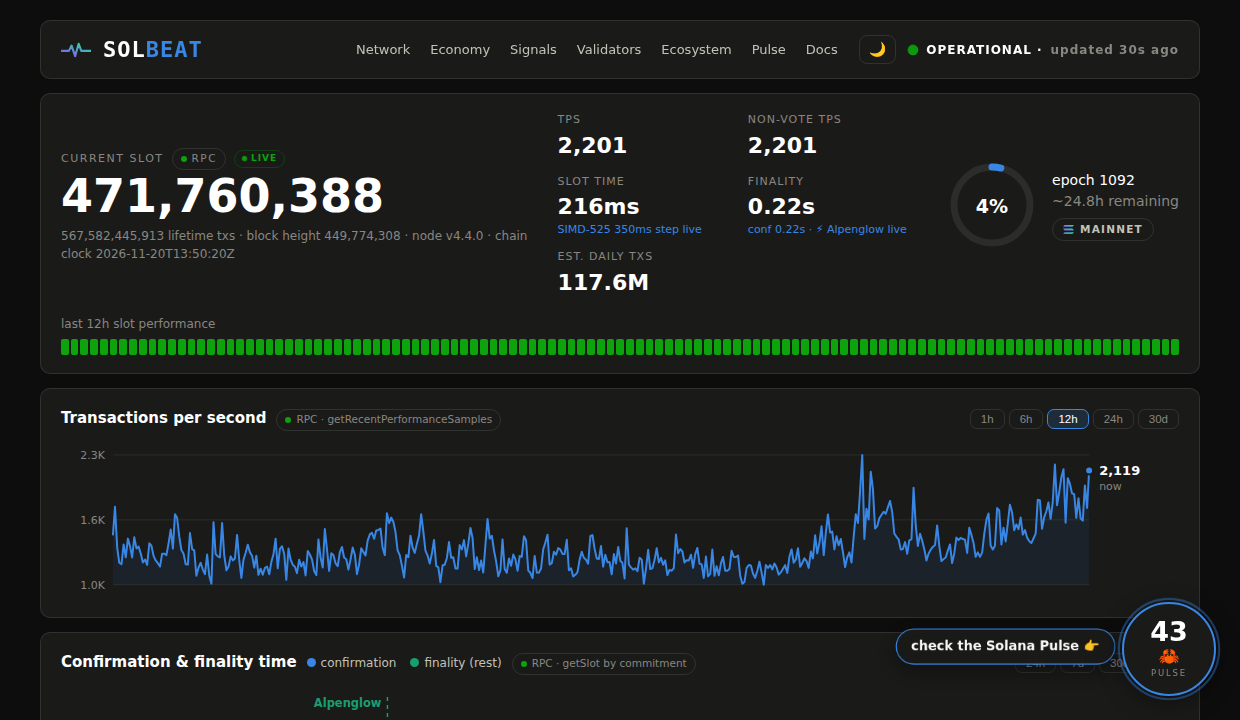 SOLBEAT
Network Economy Signals Validators Ecosystem Pulse Docs
OPERATIONAL · updated 30s ago
CURRENT SLOT RPC LIVE
471,760,388
567,582,445,913 lifetime txs · block height 449,774,308 · node v4.4.0 · chain
clock 2026-11-20T13:50:20Z
TPS
2,201
NON-VOTE TPS
2,201
SLOT TIME
216ms
SIMD-525 350ms step live
FINALITY
0.22s
conf 0.22s · ⚡ Alpenglow live
EST. DAILY TXS
117.6M
4%
epoch 1092
~24.8h remaining
MAINNET
last 12h slot performance
Transactions per second RPC · getRecentPerformanceSamples
1h 6h 12h 24h 30d
2.3K
1.6K
1.0K
2,119
now
Confirmation & finality time confirmation finality (rest) RPC · getSlot by commitment
Alpenglow
check the Solana Pulse 👉
43
PULSE